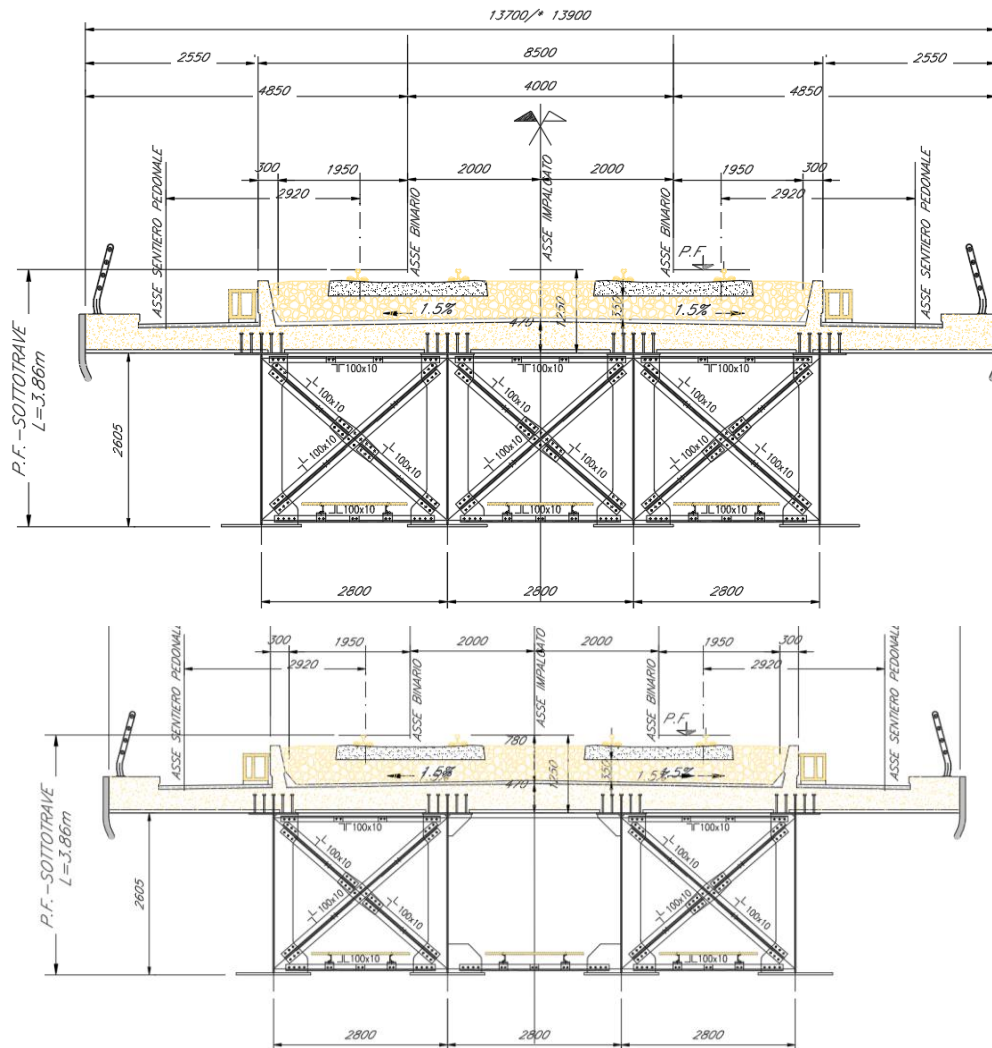 13700/* 13900
2550 8500 2550
4850 4000 4850
ASSE SENTIERO PEDONALE
300 1950 2000 2000 1950 300
2920 2920
ASSE BINARIO
ASSE IMPALCATO
ASSE BINARIO
ASSE SENTIERO PEDONALE
P.F.
1.5% 1.5%
470 1250 350
P.F.-SOTTOTRAVE
L=3.86m
2605
100x10 100x10 100x10
100x10 100x10 100x10 100x10 100x10 100x10
100x10 100x10 100x10 100x10 100x10 100x10
100x10 100x10 100x10
2800 2800 2800
ASSE SENTIERO PEDONALE
300 1950 2000 2000 1950 300
2920 2920
ASSE BINARIO
ASSE IMPALCATO
ASSE BINARIO
ASSE SENTIERO PEDONALE
P.F.
780
1.5% 1.5%
470 1250 350
P.F.-SOTTOTRAVE
L=3.86m
2605
100x10 100x10
100x10 100x10 100x10 100x10
100x10 100x10 100x10 100x10
100x10 100x10
2800 2800 2800